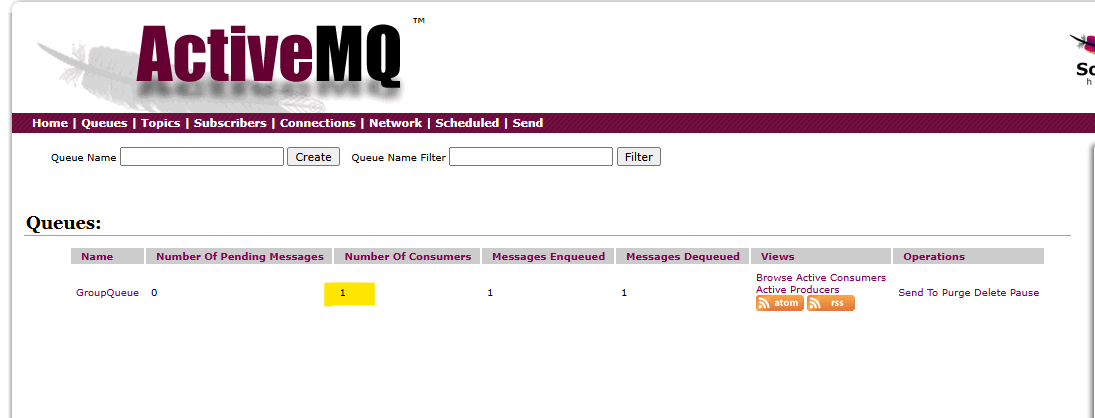 ActiveMQ™
So
h
Home | Queues | Topics | Subscribers | Connections | Network | Scheduled | Send
Queue Name Create Queue Name Filter Filter
Queues:
Name Number Of Pending Messages Number Of Consumers Messages Enqueued Messages Dequeued Views Operations
GroupQueue 0 1 1 1 Browse Active Consumers
Active Producers
atom rss
Send To Purge Delete Pause